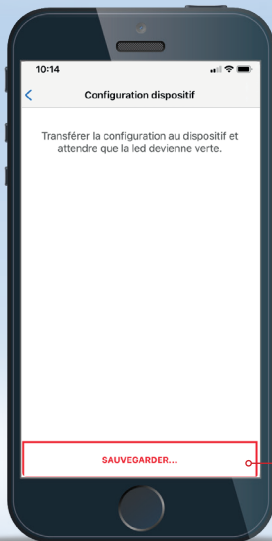 10:14
Configuration dispositif
Transférer la configuration au dispositif et
attendre que la led devienne verte.
SAUVEGARDER...